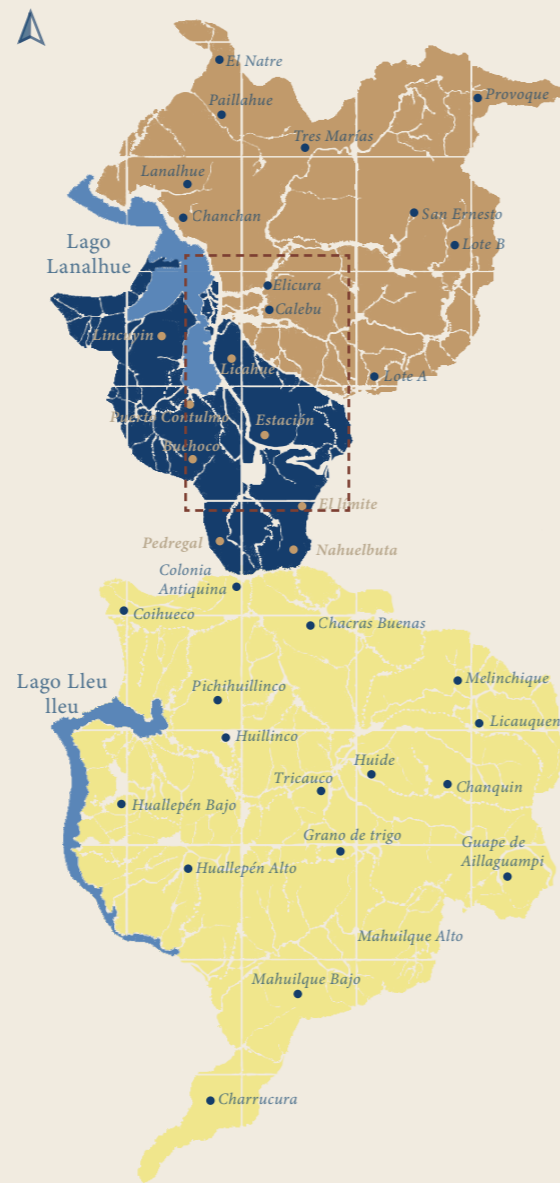 El Natre
Provoque
Paillahue
Tres Marías
Lanalhue
Chanchan
San Ernesto
Lago
Lanalhue
Lote B
Elicura
Calebu
Lincuyin
Licahue
Lote A
Puerto Contulmo
Estación
Buchoco
El límite
Pedregal
Nahuelbuta
Colonia
Antiquina
Coihueco
Chacras Buenas
Lago Lleu
lleu
Melinchique
Pichihuillinco
Licauquen
Huillinco
Huide
Tricauco
Chanquin
Huallepén Bajo
Grano de trigo
Guape de
Aillaguampi
Huallepén Alto
Mahuilque Alto
Mahuilque Bajo
Charrucura